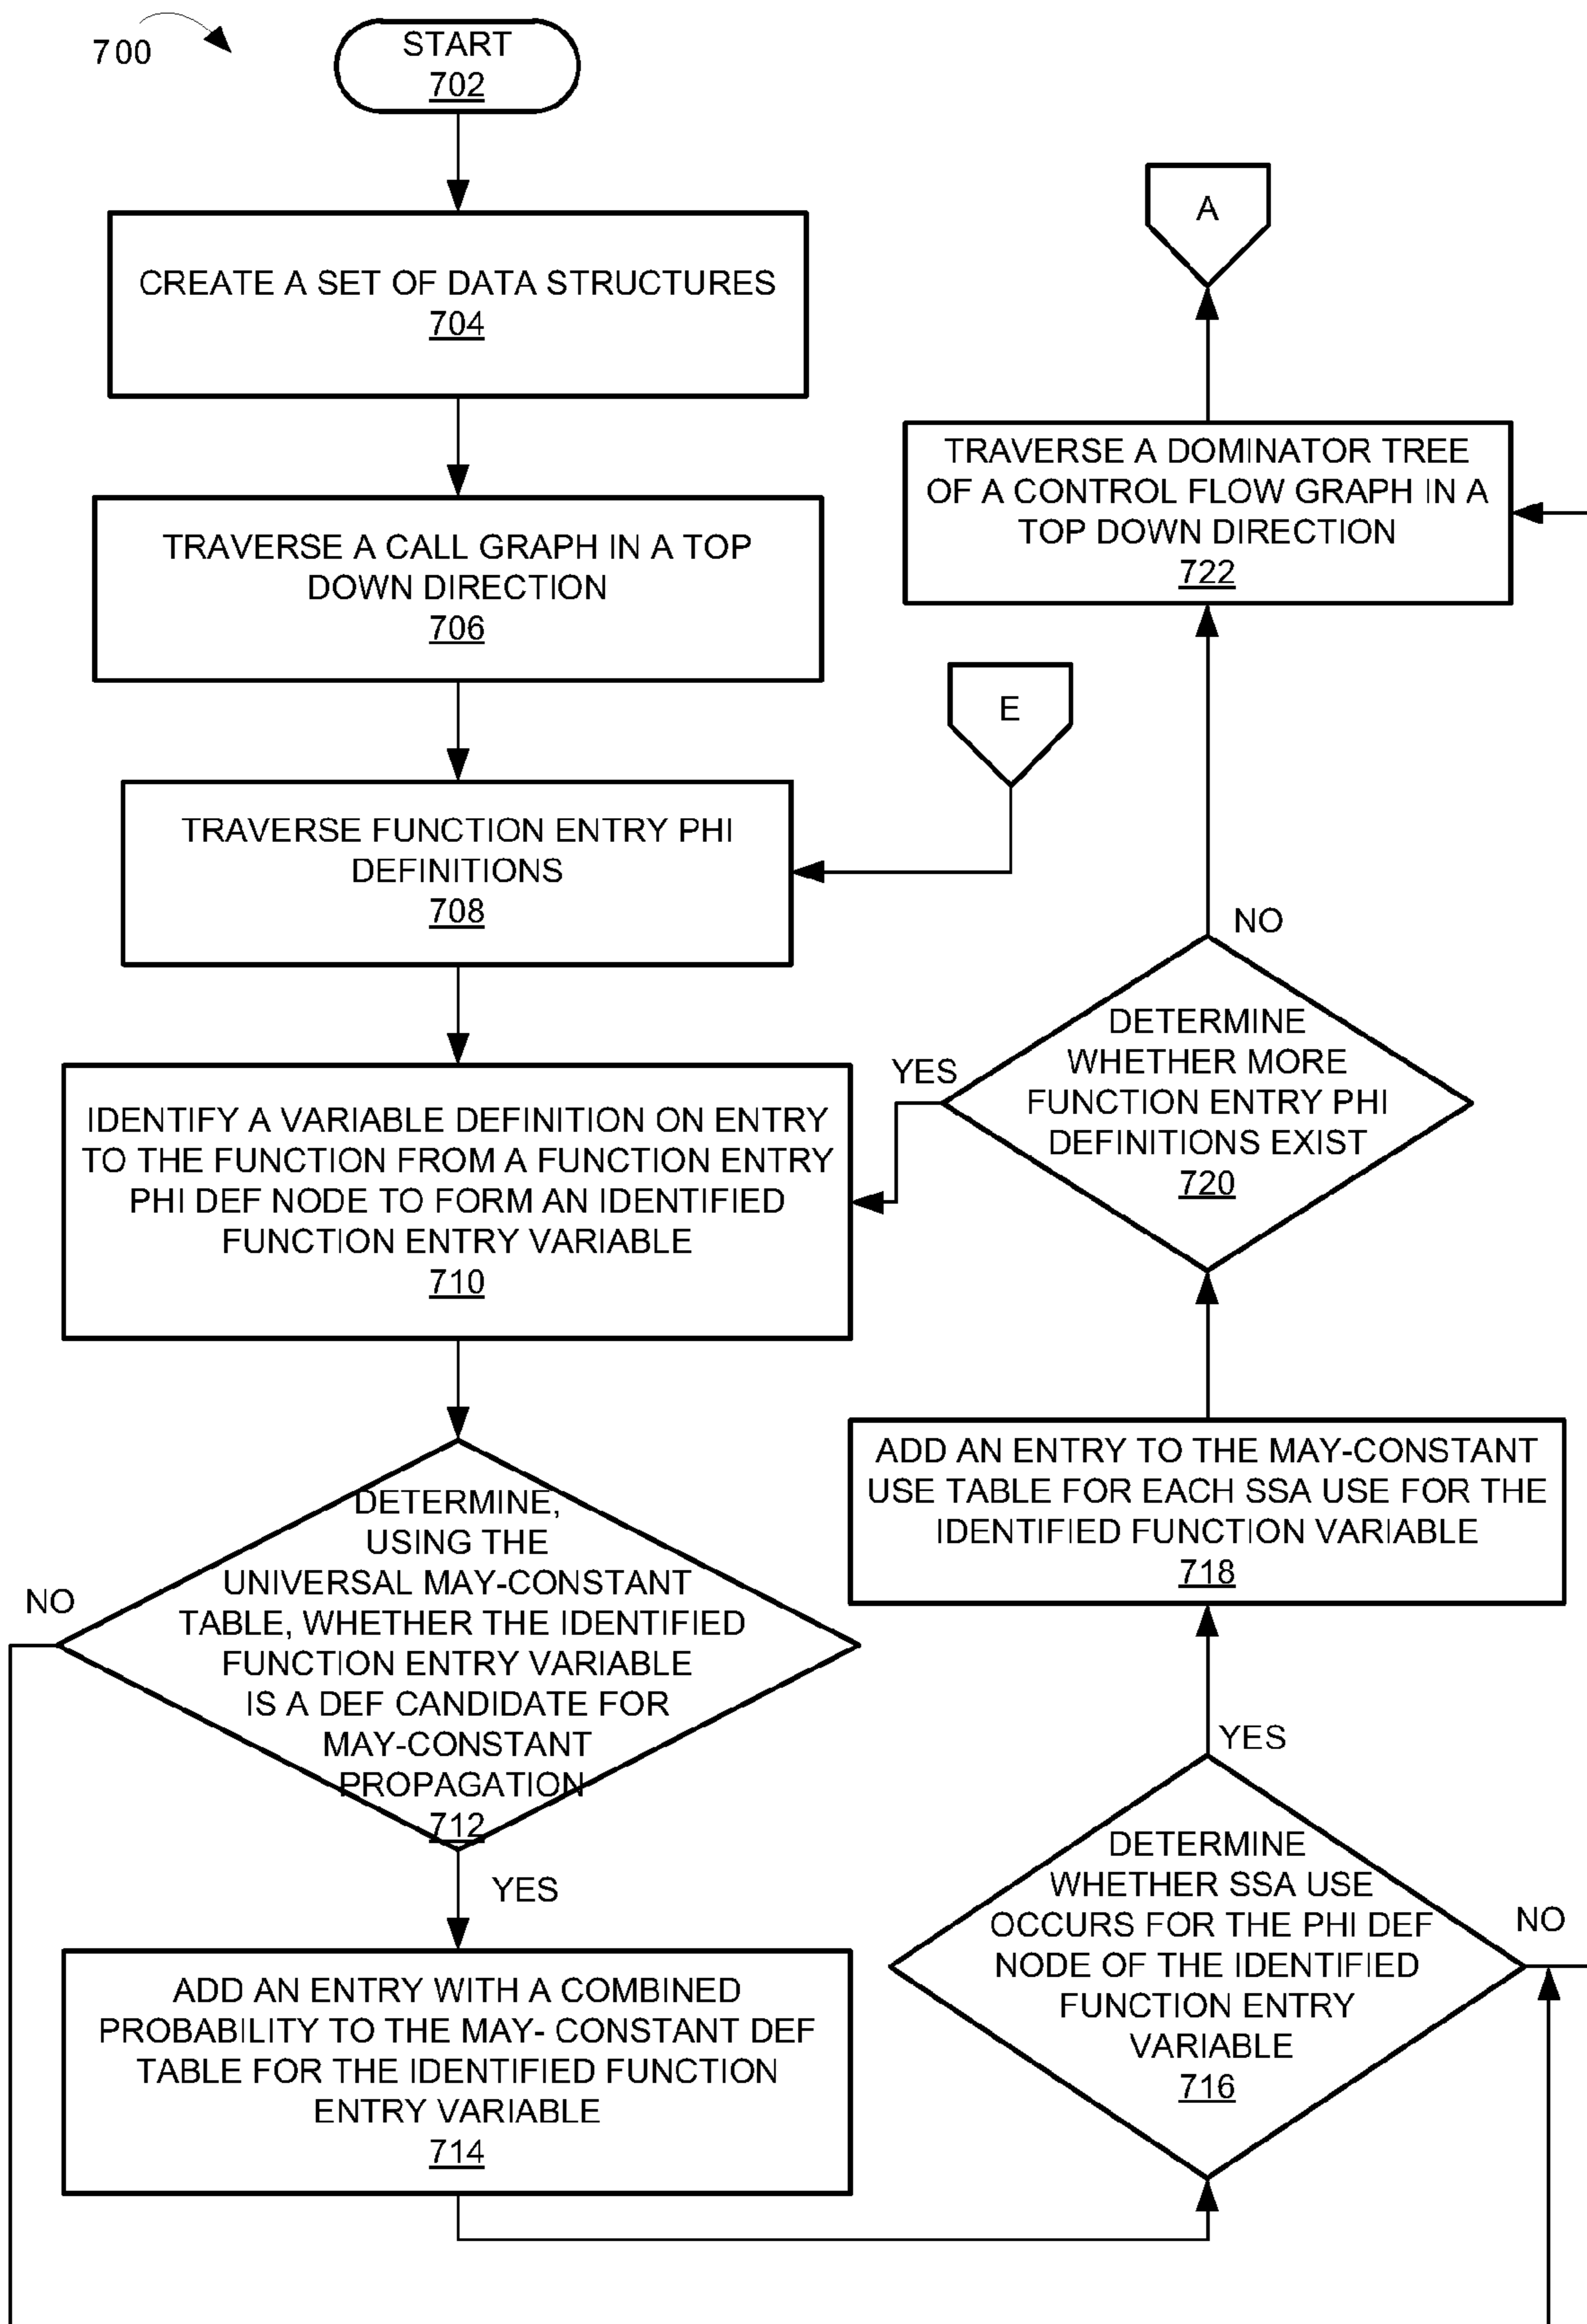 700
START
702
CREATE A SET OF DATA STRUCTURES
704
TRAVERSE A CALL GRAPH IN A TOP
DOWN DIRECTION
706
TRAVERSE FUNCTION ENTRY PHI
DEFINITIONS
708
E
IDENTIFY A VARIABLE DEFINITION ON ENTRY
TO THE FUNCTION FROM A FUNCTION ENTRY
PHI DEF NODE TO FORM AN IDENTIFIED
FUNCTION ENTRY VARIABLE
710
DETERMINE,
USING THE
UNIVERSAL MAY-CONSTANT
TABLE, WHETHER THE IDENTIFIED
FUNCTION ENTRY VARIABLE
IS A DEF CANDIDATE FOR
MAY-CONSTANT
PROPAGATION
712
NO
YES
ADD AN ENTRY WITH A COMBINED
PROBABILITY TO THE MAY- CONSTANT DEF
TABLE FOR THE IDENTIFIED FUNCTION
ENTRY VARIABLE
714
DETERMINE
WHETHER SSA USE
OCCURS FOR THE PHI DEF
NODE OF THE IDENTIFIED
FUNCTION ENTRY
VARIABLE
716
NO
YES
ADD AN ENTRY TO THE MAY-CONSTANT
USE TABLE FOR EACH SSA USE FOR THE
IDENTIFIED FUNCTION VARIABLE
718
DETERMINE
WHETHER MORE
FUNCTION ENTRY PHI
DEFINITIONS EXIST
720
YES
NO
TRAVERSE A DOMINATOR TREE
OF A CONTROL FLOW GRAPH IN A
TOP DOWN DIRECTION
722
A